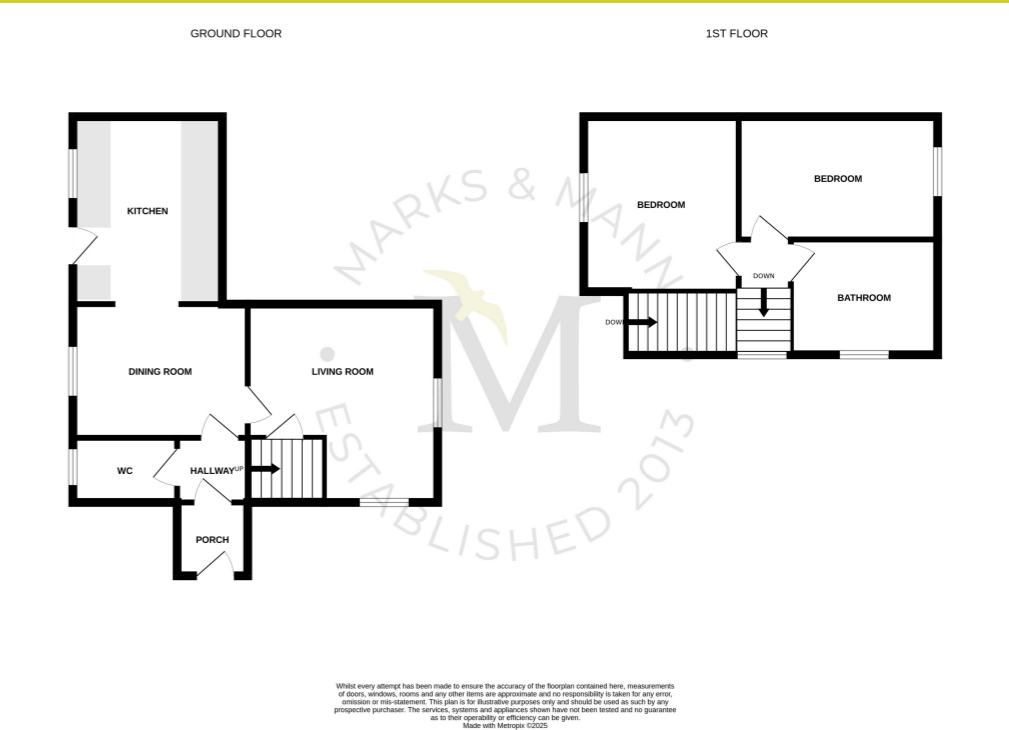 GROUND FLOOR
1ST FLOOR
KITCHEN
DINING ROOM
LIVING ROOM
WC
HALLWAY
UP
PORCH
BEDROOM
BEDROOM
DOWN
BATHROOM
DOWN
MARKS & MANN
M
ESTABLISHED 2013
Whilst every attempt has been made to ensure the accuracy of the floorplan contained here, measurements
of doors, windows, rooms and any other items are approximate and no responsibility is taken for any error,
omission or mis-statement. This plan is for illustrative purposes only and should be used as such by any
prospective purchaser. The services, systems and appliances shown have not been tested and no guarantee
as to their operability or efficiency can be given.
Made with Metropix ©2025